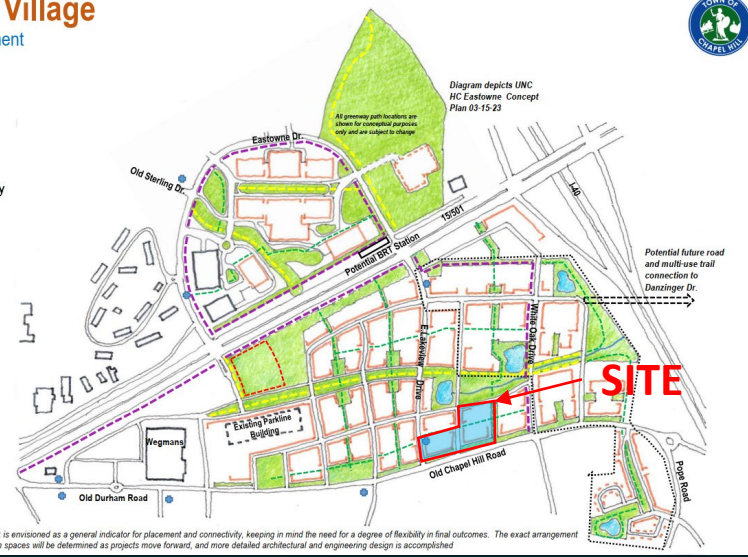 Village
ment
TOWN OF
CHAPEL HILL
Diagram depicts UNC
HC Eastowne Concept
Plan 03-15-23
All greenway path locations are
shown for conceptual purposes
only and are subject to change
Eastowne Dr.
Old Sterling Dr.
y
I-40
15/501
Potential BRT Station
Potential future road
and multi-use trail
connection to
Danzinger Dr.
E Lakeview Drive
White Oak Drive
SITE
Existing Parkline
Building
Wegmans
Old Chapel Hill Road
Pope Road
Old Durham Road
is envisioned as a general indicator for placement and connectivity, keeping in mind the need for a degree of flexibility in final outcomes. The exact arrangement
spaces will be determined as projects move forward, and more detailed architectural and engineering design is accomplished